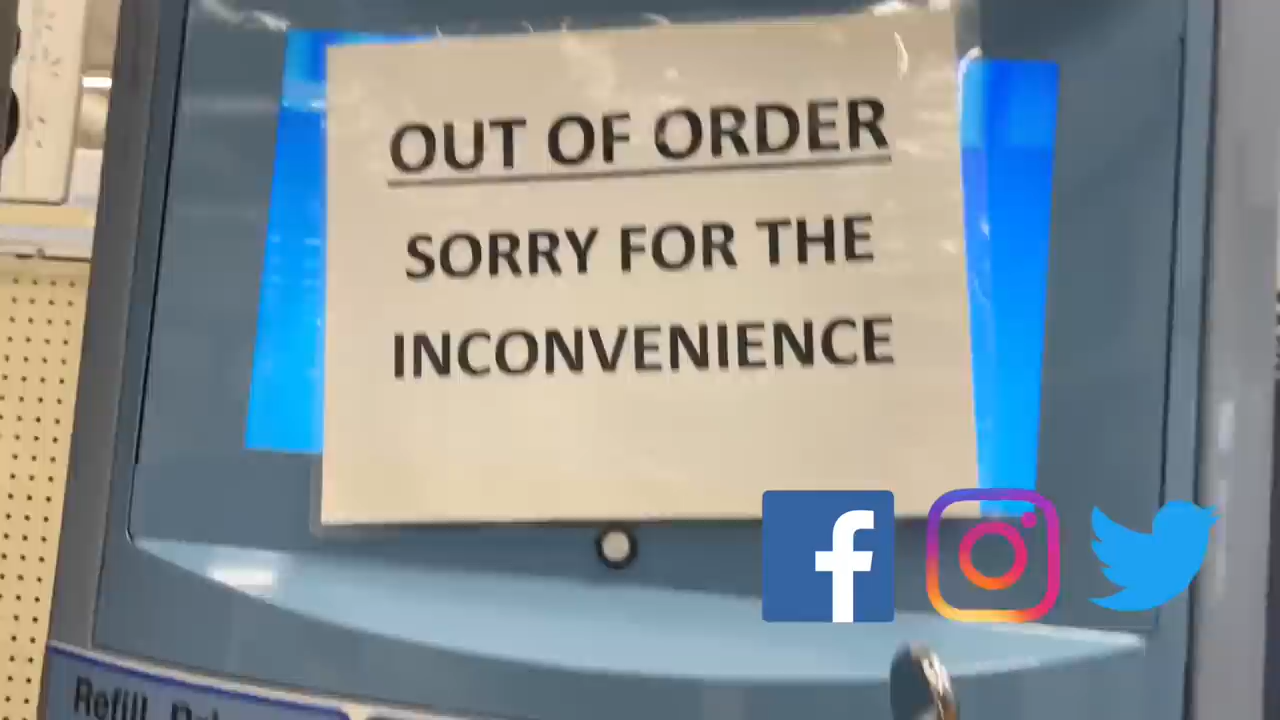 OUT OF ORDER
SORRY FOR THE
INCONVENIENCE
Refill